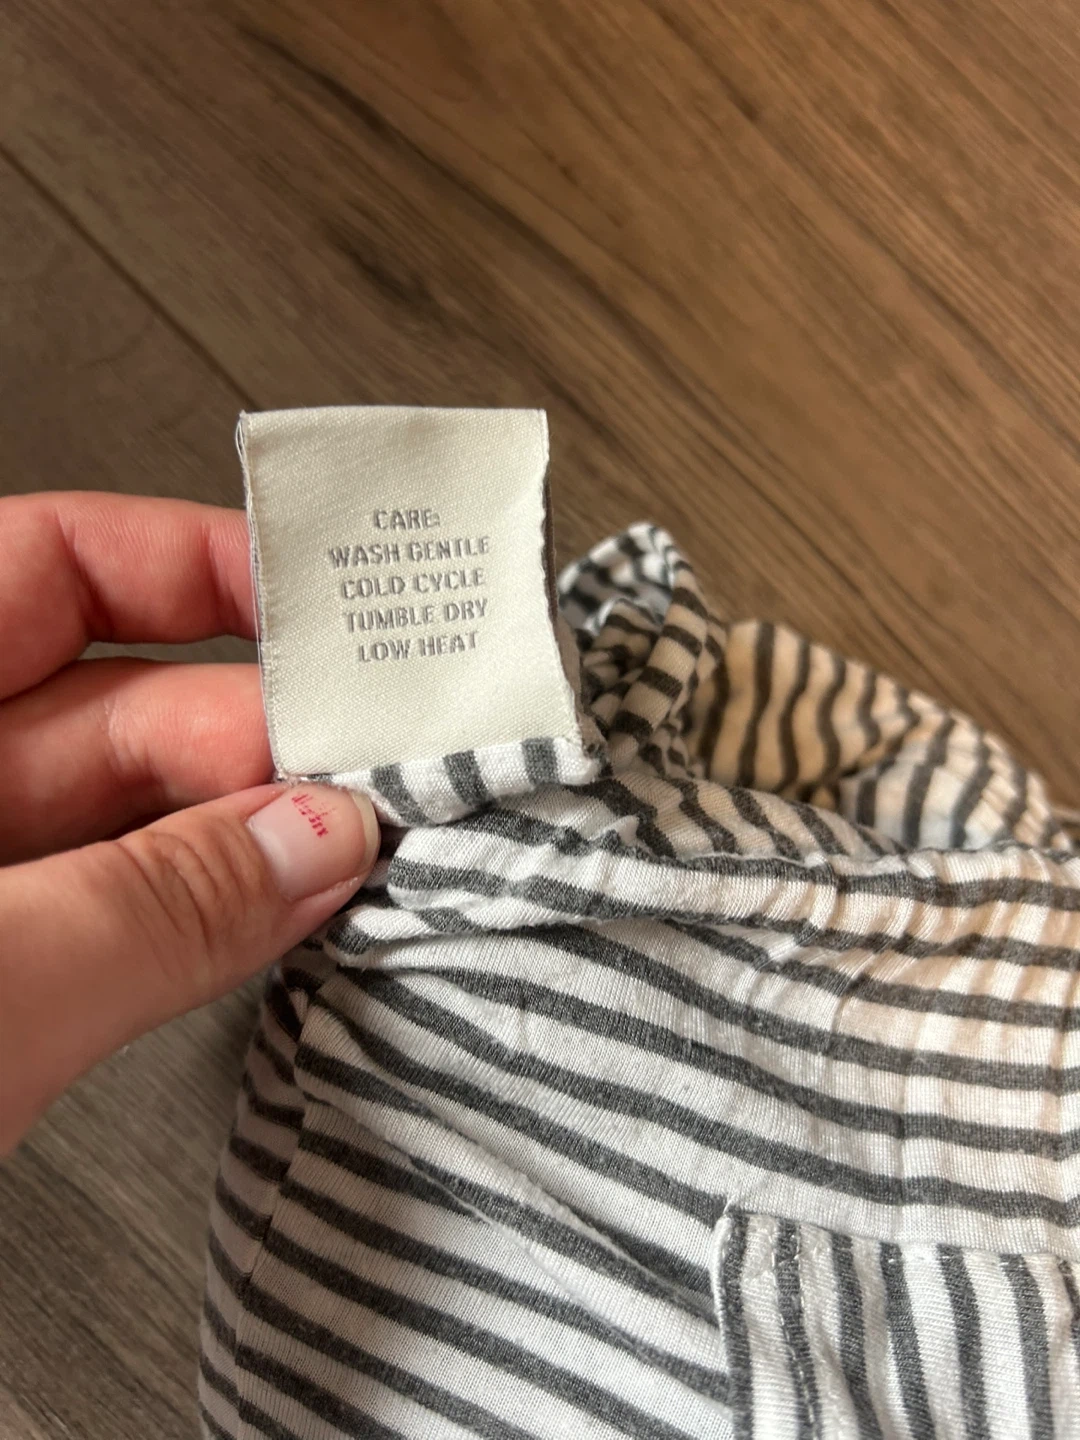 CARE:
WASH GENTLE
COLD CYCLE
TUMBLE DRY
LOW HEAT